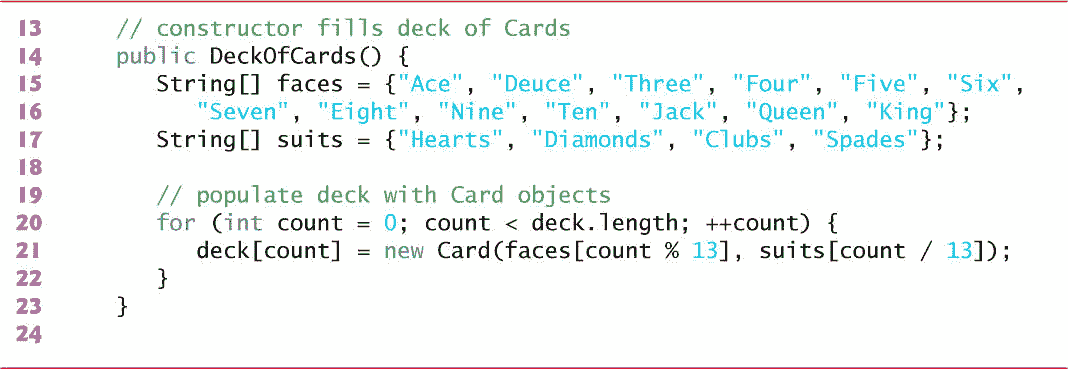 13 // constructor fills deck of Cards
14 public DeckOfCards() {
15 String[] faces = {"Ace", "Deuce", "Three", "Four", "Five", "Six",
16 "Seven", "Eight", "Nine", "Ten", "Jack", "Queen", "King"};
17 String[] suits = {"Hearts", "Diamonds", "Clubs", "Spades"};
18
19 // populate deck with Card objects
20 for (int count = 0; count < deck.length; ++count) {
21 deck[count] = new Card(faces[count % 13], suits[count / 13]);
22 }
23 }
24